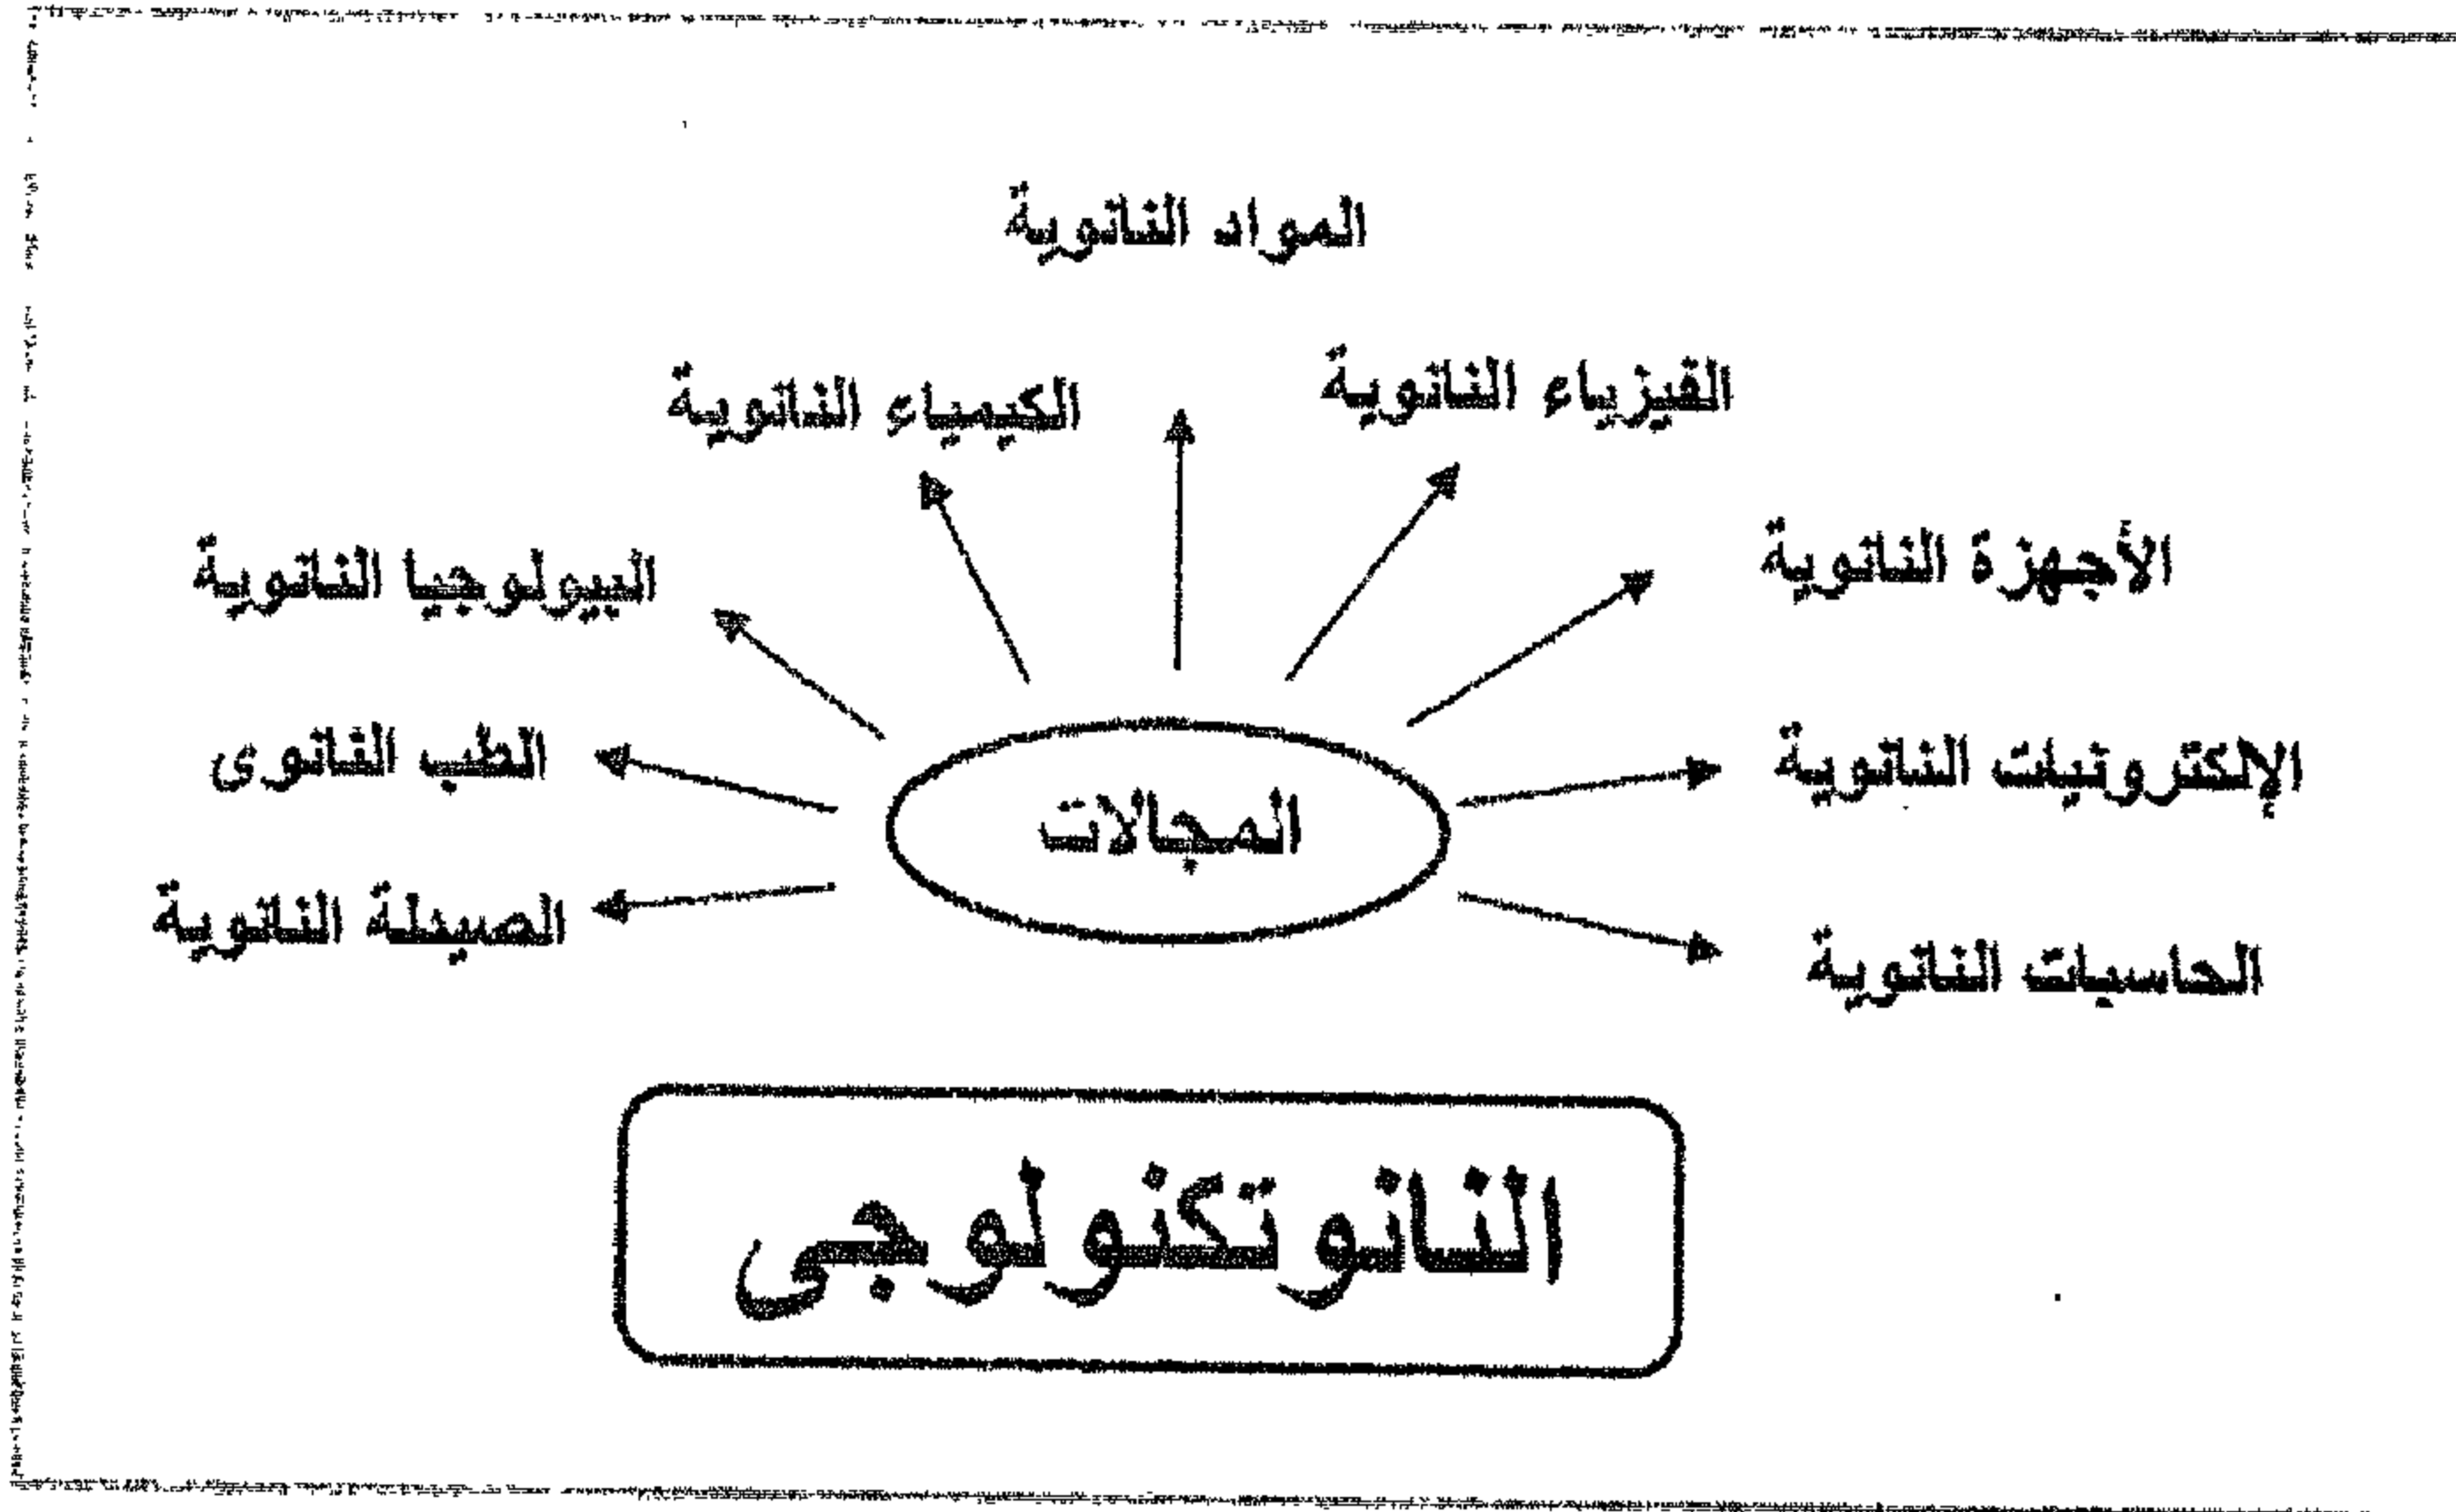 المواد النانوية
الفيزياء النانوية
الكيمياء النانوية
الأجهزة النانوية
البيولوجيا النانوية
الإلكترونيات النانوية
الطب النانوى
المجالات
الصيدلة النانوية
الحاسبات النانوية
النانوتكنولوجى